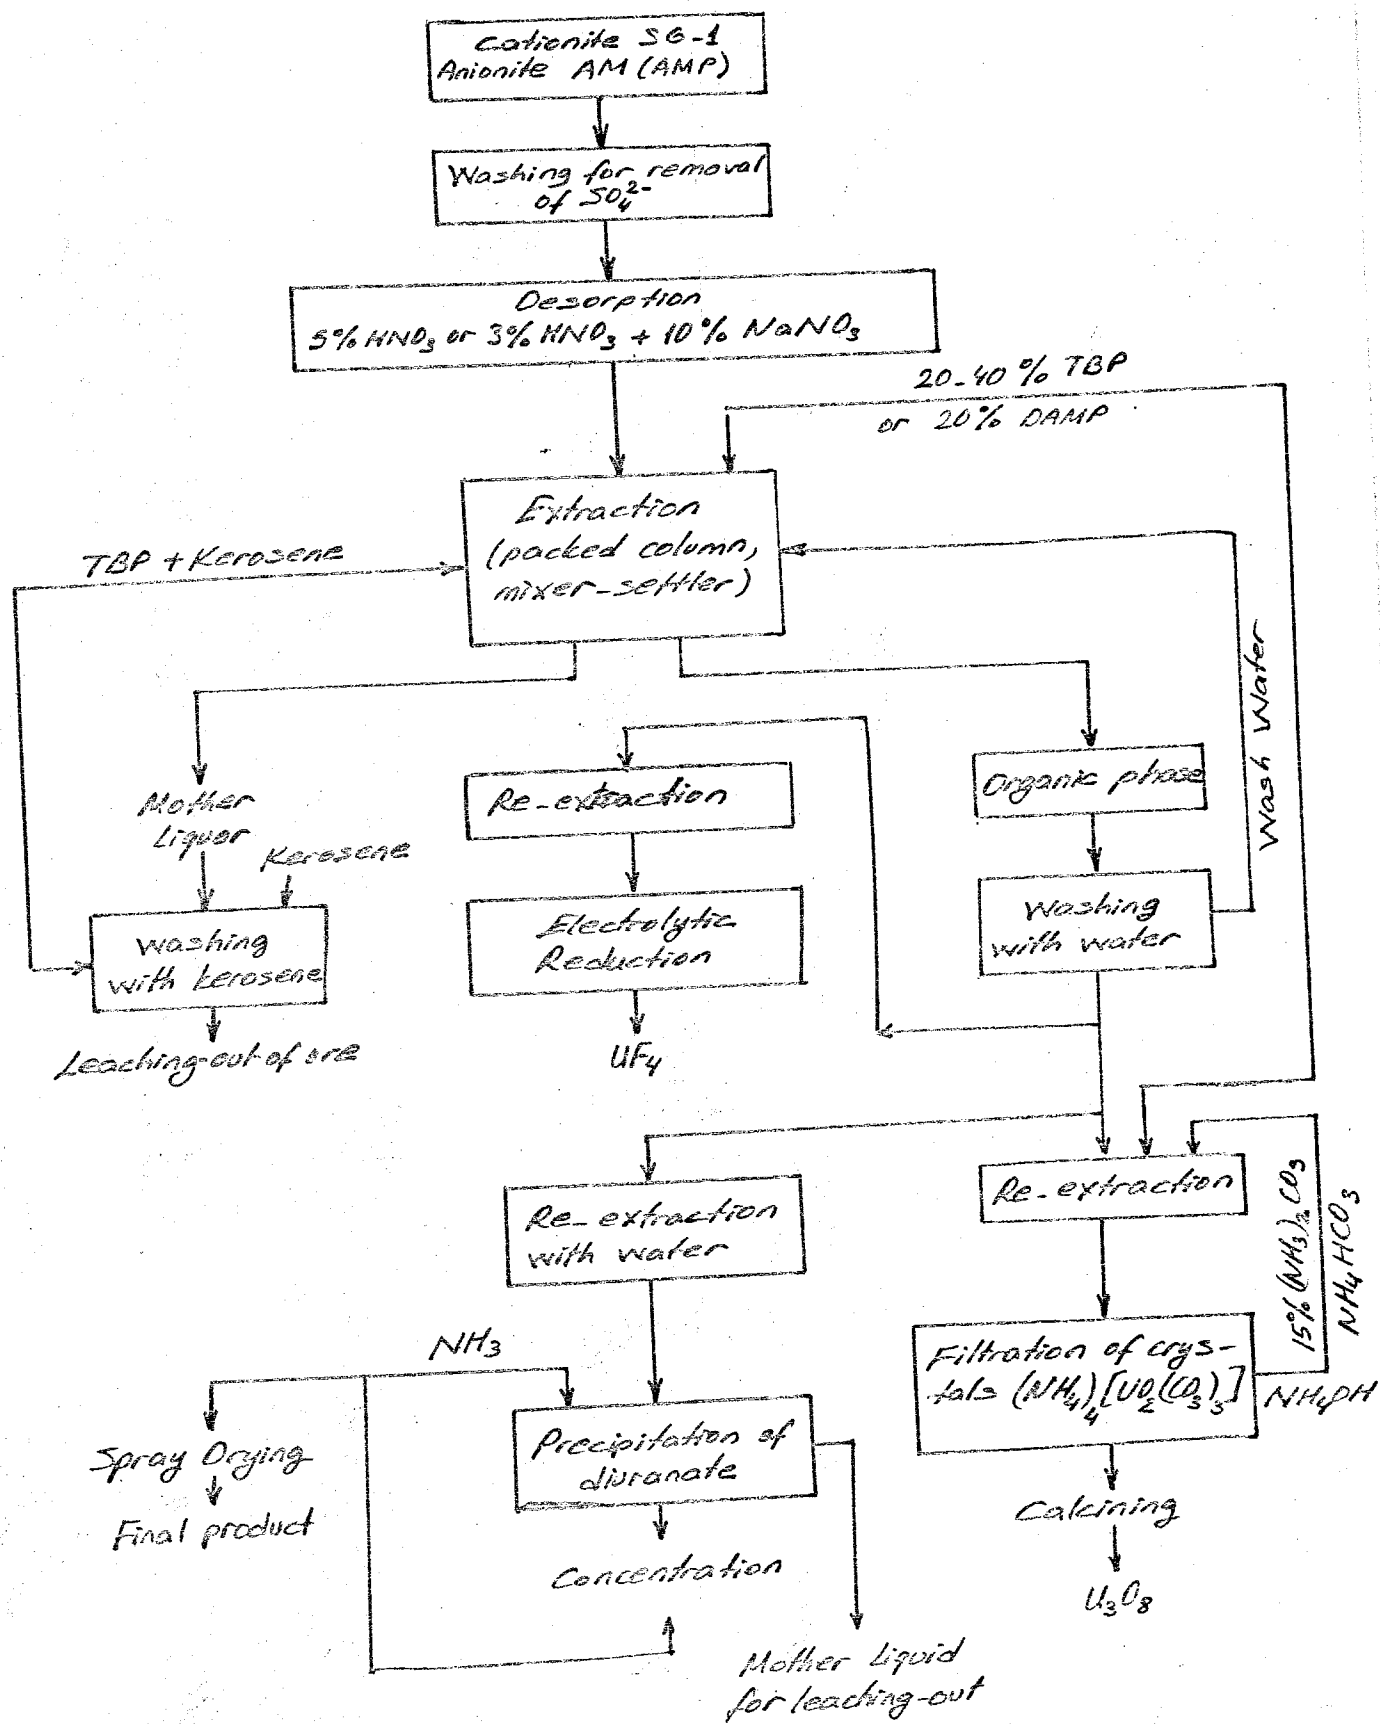 Cationite SG-1
Anionite AM (AMP)
Washing for removal
of SO₄²⁻
Desorption
5% HNO₃ or 3% HNO₃ + 10% NaNO₃
20-40 % TBP
or 20% DAMP
Extraction
(packed column,
mixer-settler)
TBP + Kerosene
Wash Water
Mother
Liquor
Kerosene
Re-extraction
Organic phase
Washing
with kerosene
Electrolytic
Reduction
Washing
with water
Leaching-out of ore
UF₄
Re-extraction
with water
Re-extraction
15% (NH₃)₂CO₃
NH₄HCO₃
NH₃
Filtration of crys-
tals (NH₄)₄[UO₂(CO₃)₃]
NH₄OH
Spray Drying
Final product
Precipitation of
diuranate
Calcining
U₃O₈
Concentration
Mother Liquid
for leaching-out